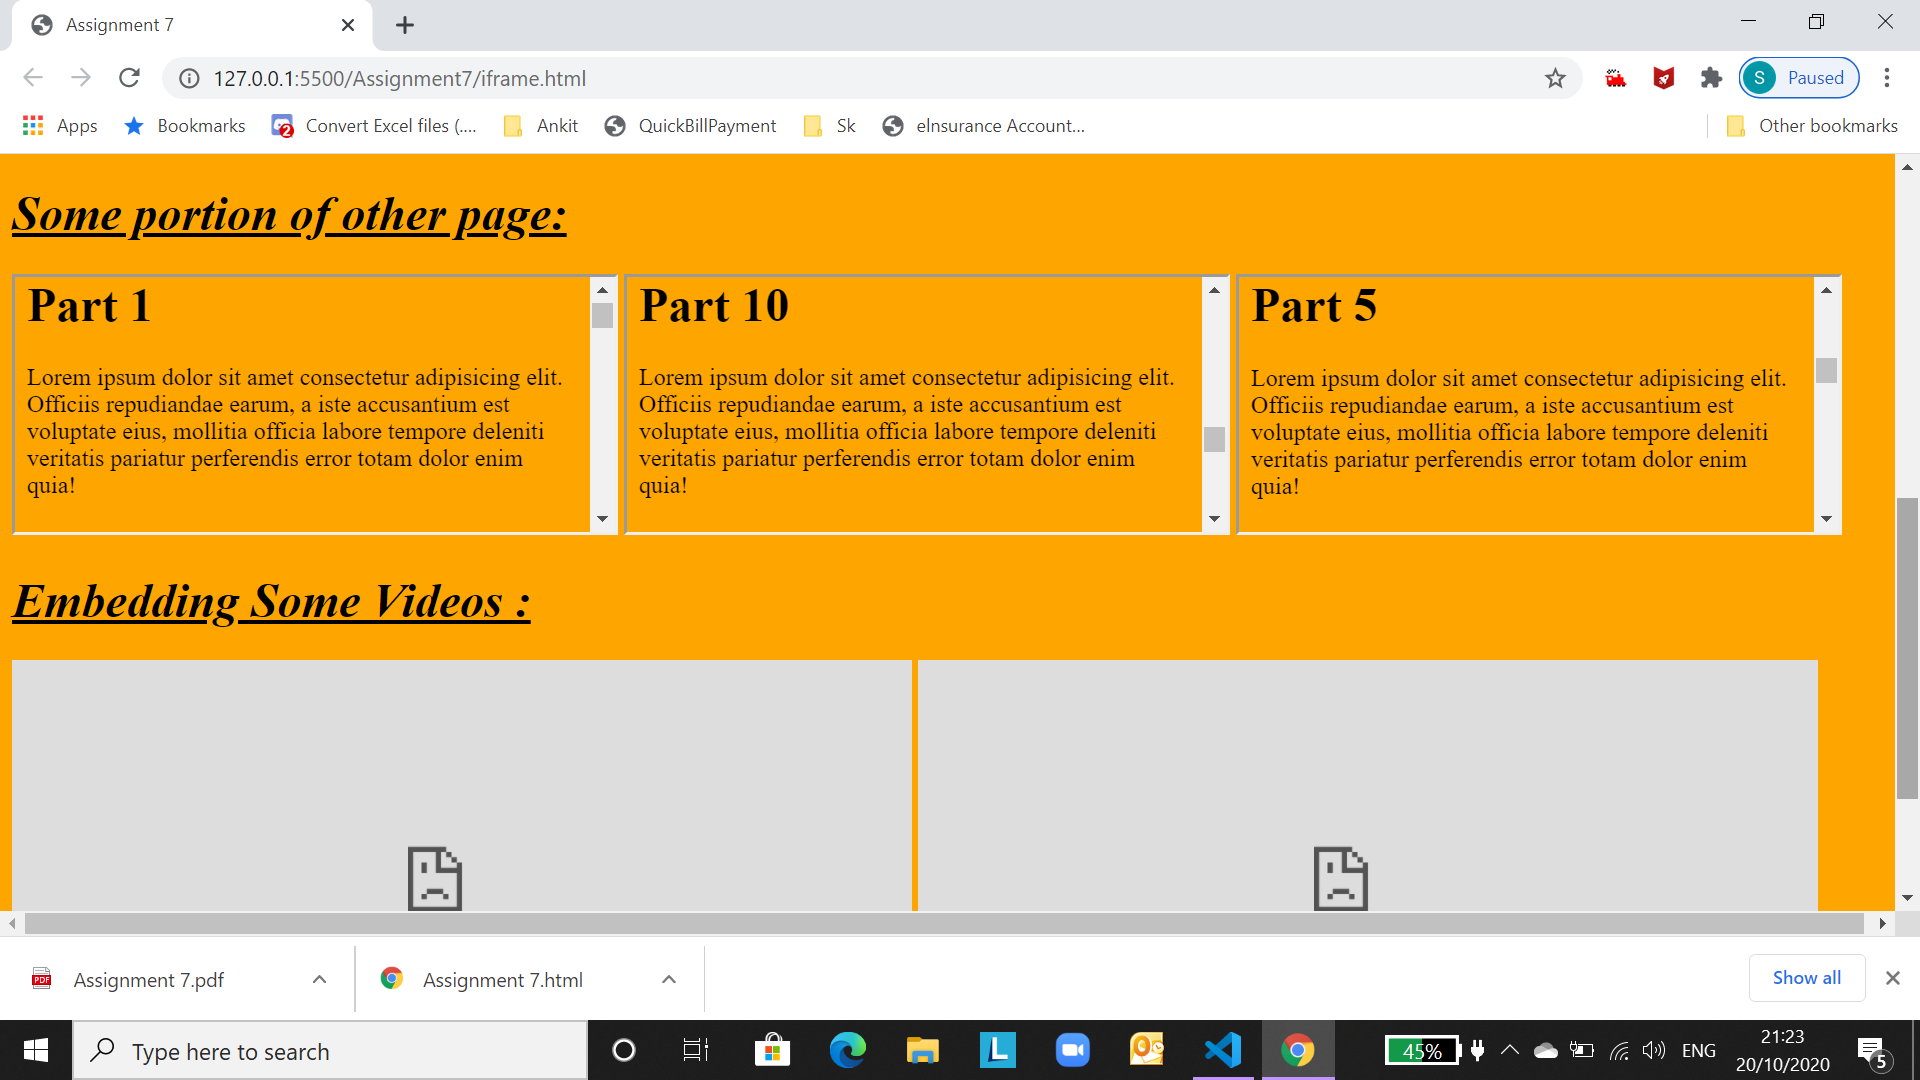 Assignment 7
127.0.0.1:5500/Assignment7/iframe.html
S Paused
Apps Bookmarks 2 Convert Excel files (.... Ankit QuickBillPayment Sk eInsurance Account... Other bookmarks
Some portion of other page:
Part 1
Lorem ipsum dolor sit amet consectetur adipisicing elit.
Officiis repudiandae earum, a iste accusantium est
voluptate eius, mollitia officia labore tempore deleniti
veritatis pariatur perferendis error totam dolor enim
quia!
Part 10
Lorem ipsum dolor sit amet consectetur adipisicing elit.
Officiis repudiandae earum, a iste accusantium est
voluptate eius, mollitia officia labore tempore deleniti
veritatis pariatur perferendis error totam dolor enim
quia!
Part 5
Lorem ipsum dolor sit amet consectetur adipisicing elit.
Officiis repudiandae earum, a iste accusantium est
voluptate eius, mollitia officia labore tempore deleniti
veritatis pariatur perferendis error totam dolor enim
quia!
Embedding Some Videos :
PDF Assignment 7.pdf
Assignment 7.html
Show all
Type here to search
L
45%
ENG
21:23
20/10/2020
5